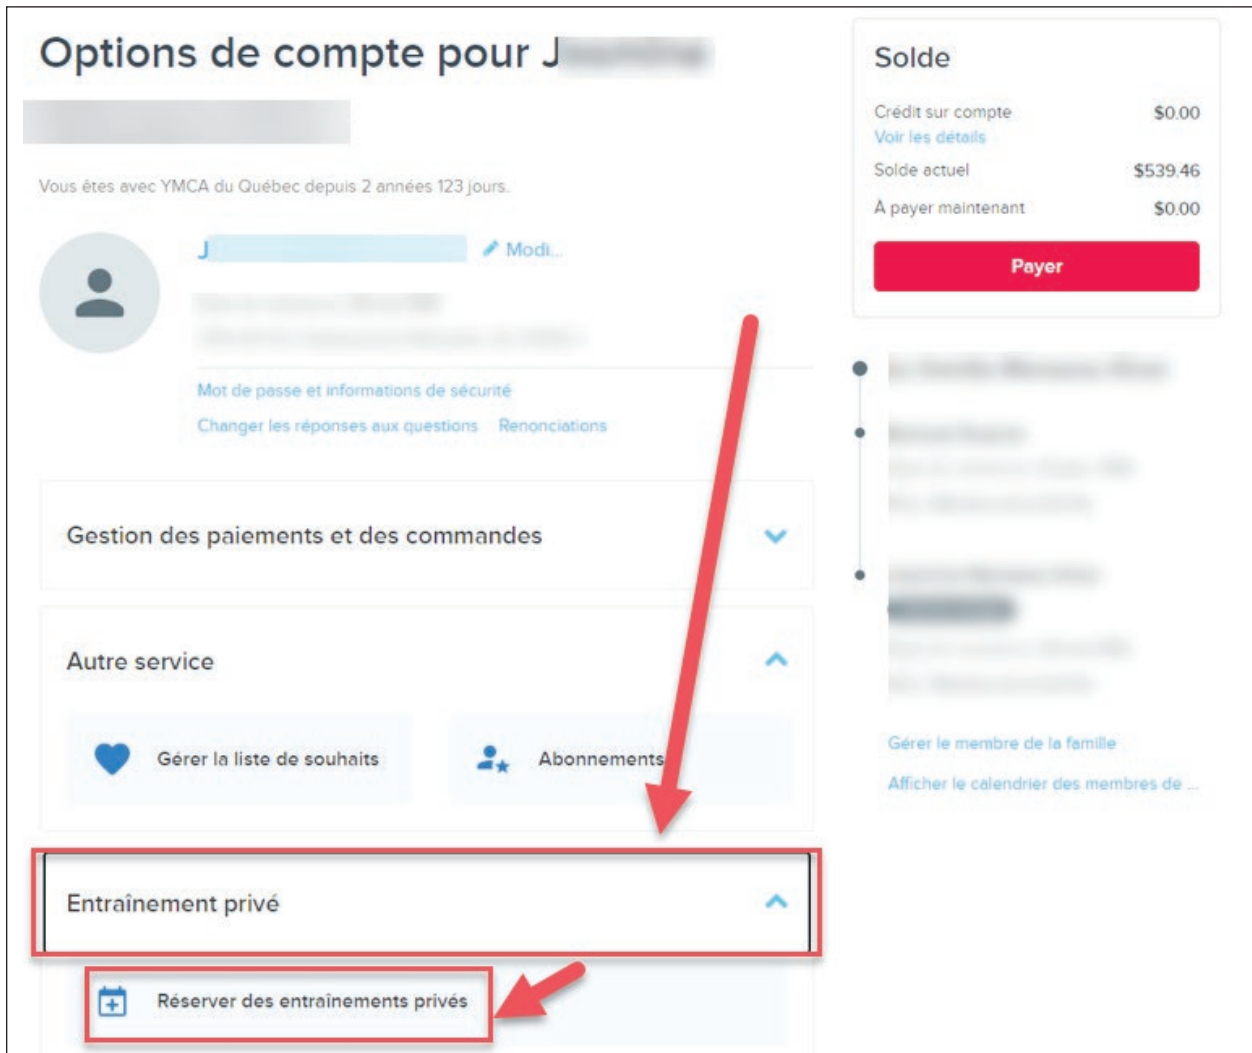 Options de compte pour J
Vous êtes avec YMCA du Québec depuis 2 années 123 jours.
J
Modi...
Mot de passe et informations de sécurité
Changer les réponses aux questions Renonciations
Gestion des paiements et des commandes
Autre service
Gérer la liste de souhaits
Abonnements
Entraînement privé
Réserver des entraînements privés
Solde
Crédit sur compte $0.00
Voir les détails
Solde actuel $539.46
À payer maintenant $0.00
Payer
Gérer le membre de la famille
Afficher le calendrier des membres de ...